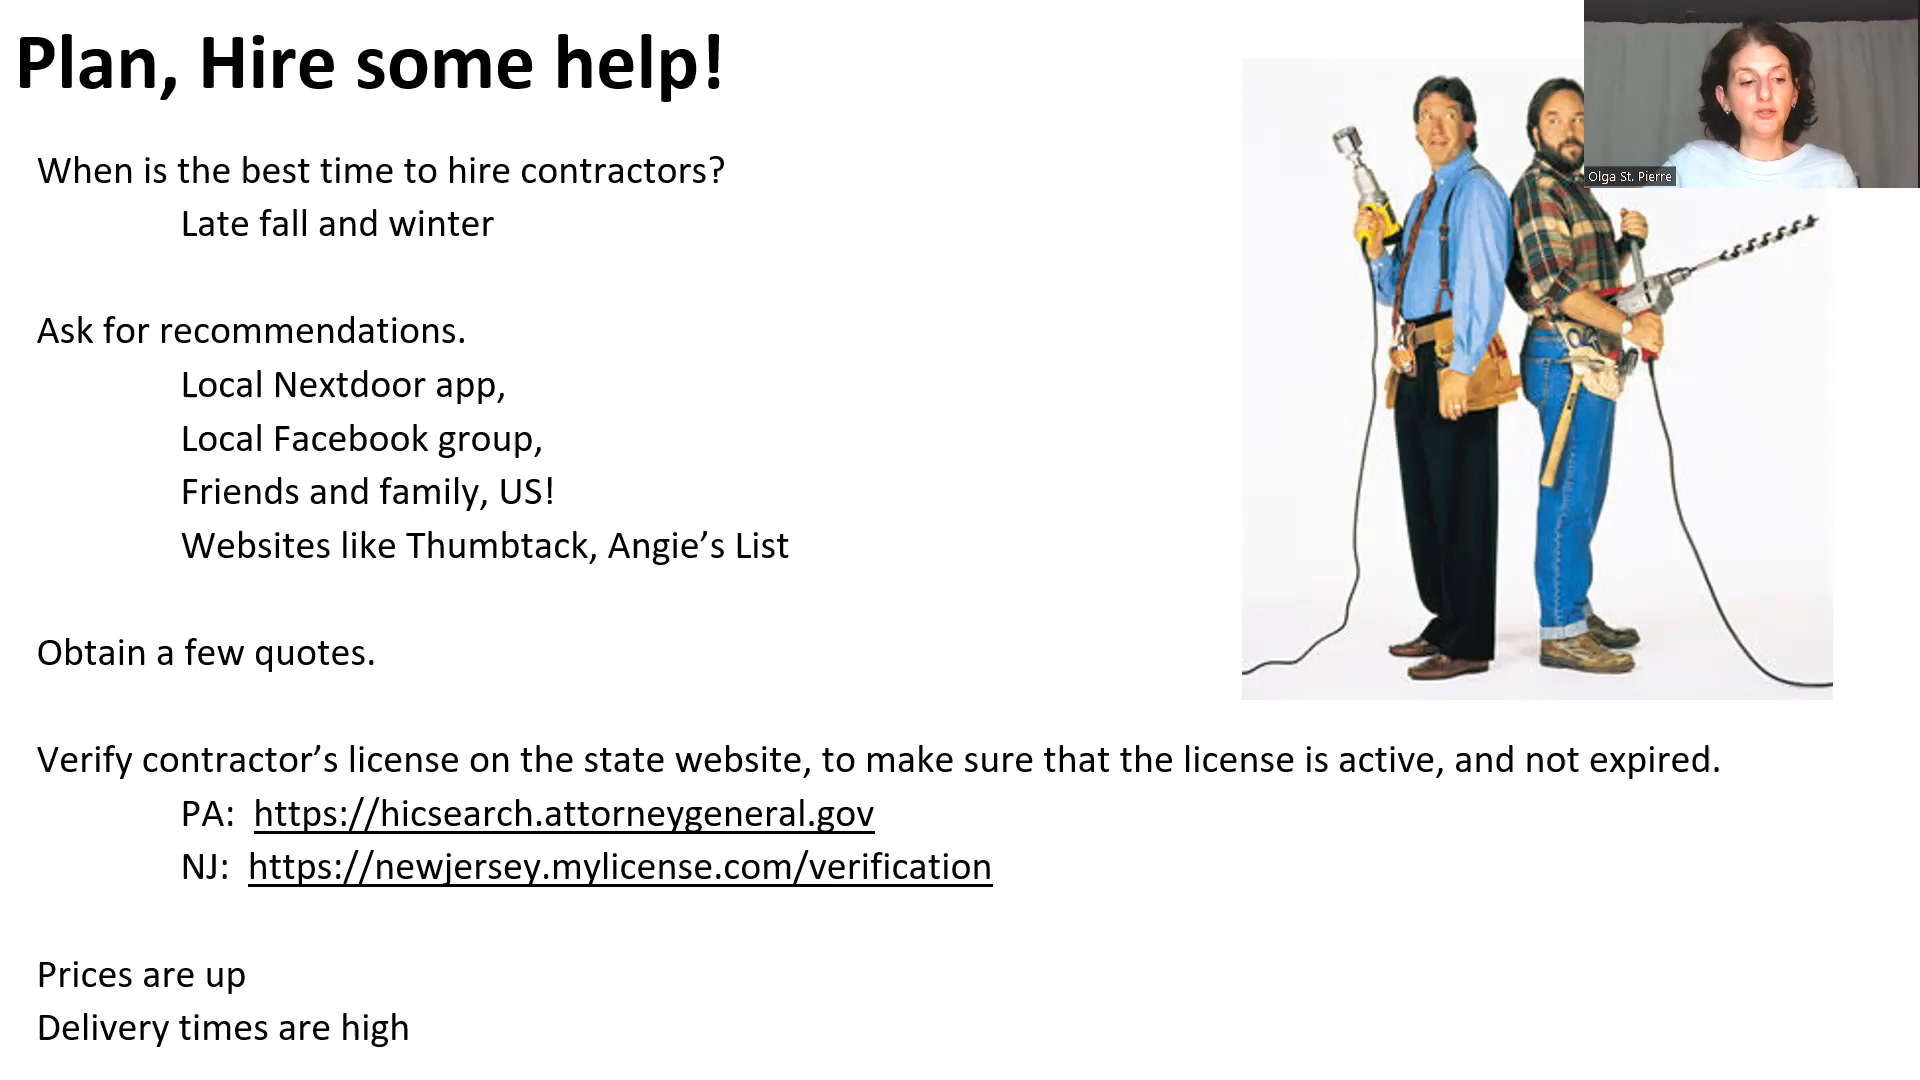 Plan, Hire some help!
Olga St. Pierre
When is the best time to hire contractors?
Late fall and winter
Ask for recommendations.
Local Nextdoor app,
Local Facebook group,
Friends and family, US!
Websites like Thumbtack, Angie’s List
Obtain a few quotes.
Verify contractor’s license on the state website, to make sure that the license is active, and not expired.
PA: https://hicsearch.attorneygeneral.gov
NJ: https://newjersey.mylicense.com/verification
Prices are up
Delivery times are high